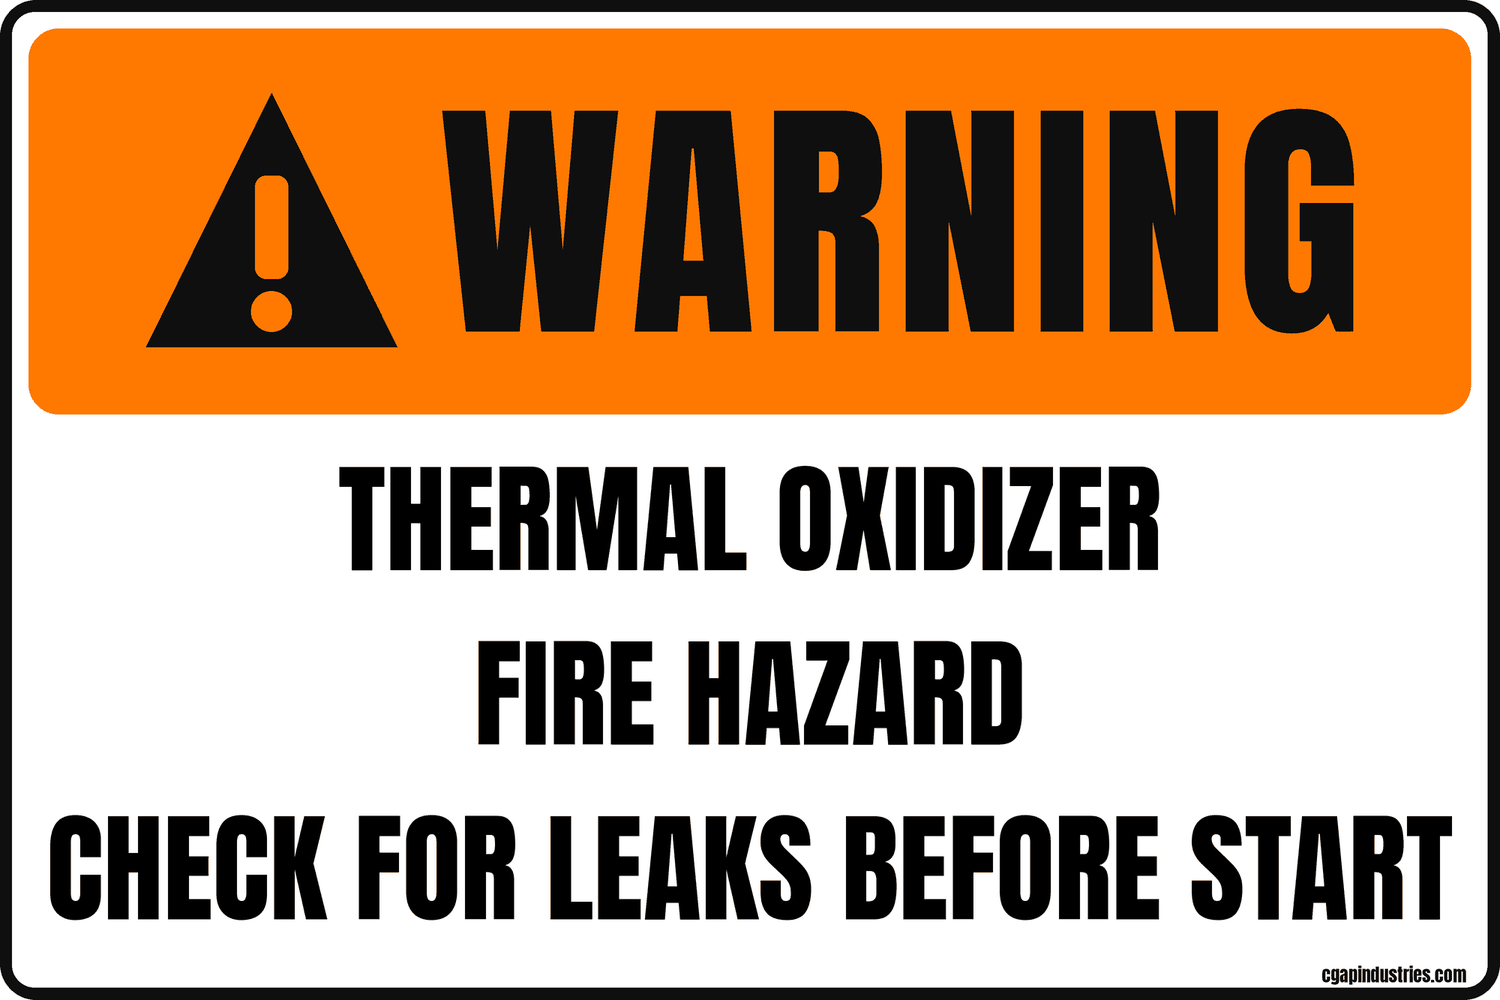 WARNING
THERMAL OXIDIZER
FIRE HAZARD
CHECK FOR LEAKS BEFORE START
cgapindustries.com